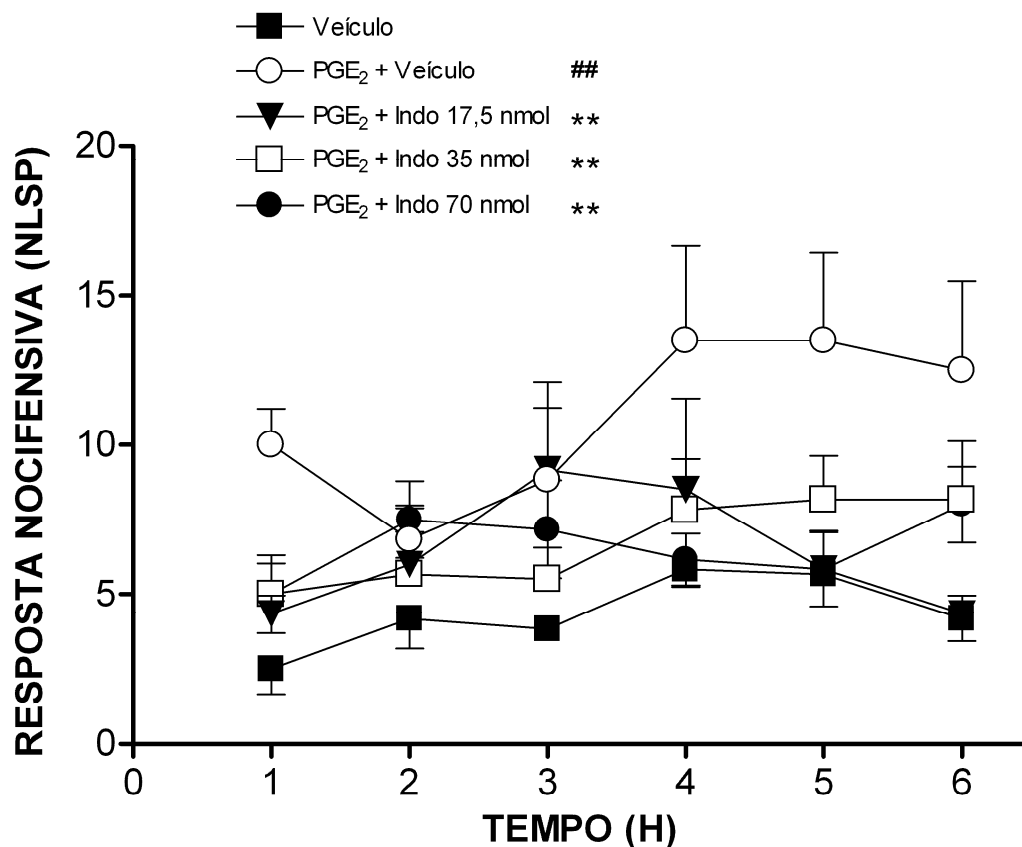 Veículo
PGE2 + Veículo ##
PGE2 + Indo 17,5 nmol **
PGE2 + Indo 35 nmol **
PGE2 + Indo 70 nmol **
RESPOSTA NOCIFENSIVA (NLSP)
20
15
10
5
0
0 1 2 3 4 5 6
TEMPO (H)